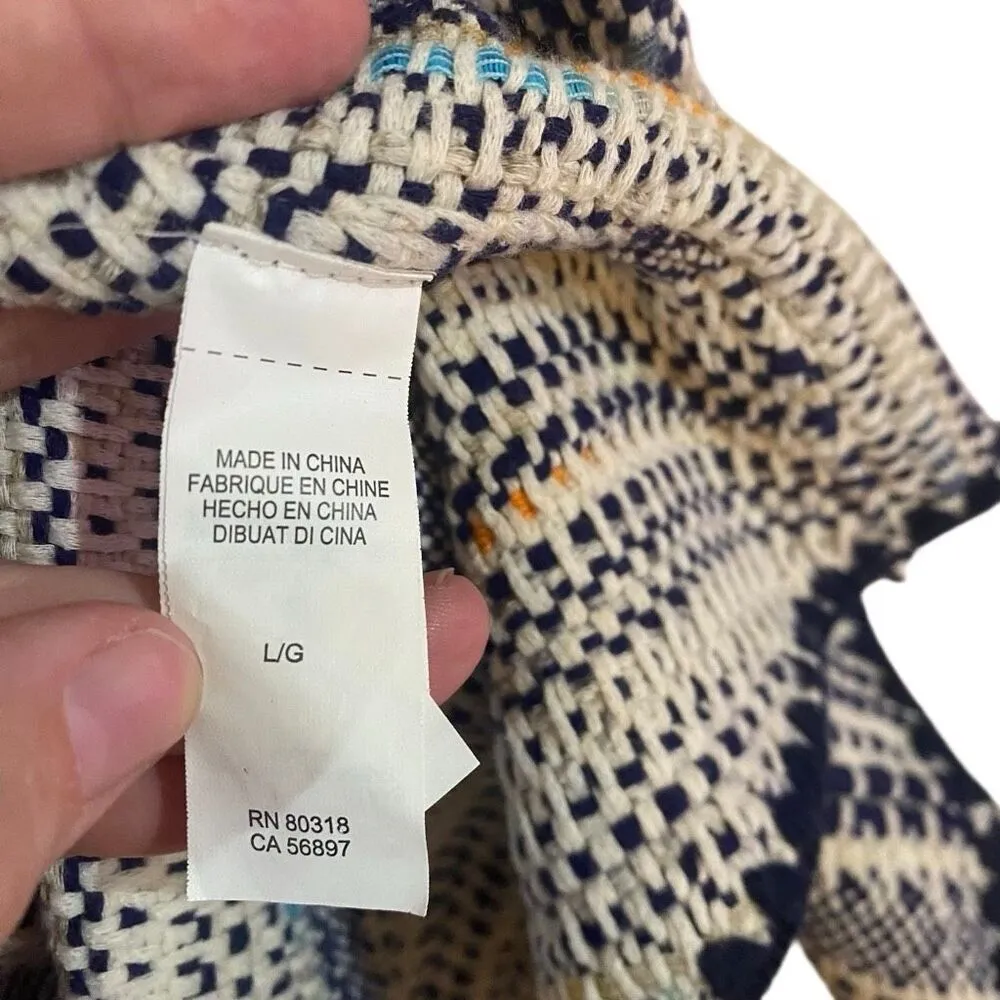 MADE IN CHINA
FABRIQUE EN CHINE
HECHO EN CHINA
DIBUAT DI CINA
L/G
RN 80318
CA 56897